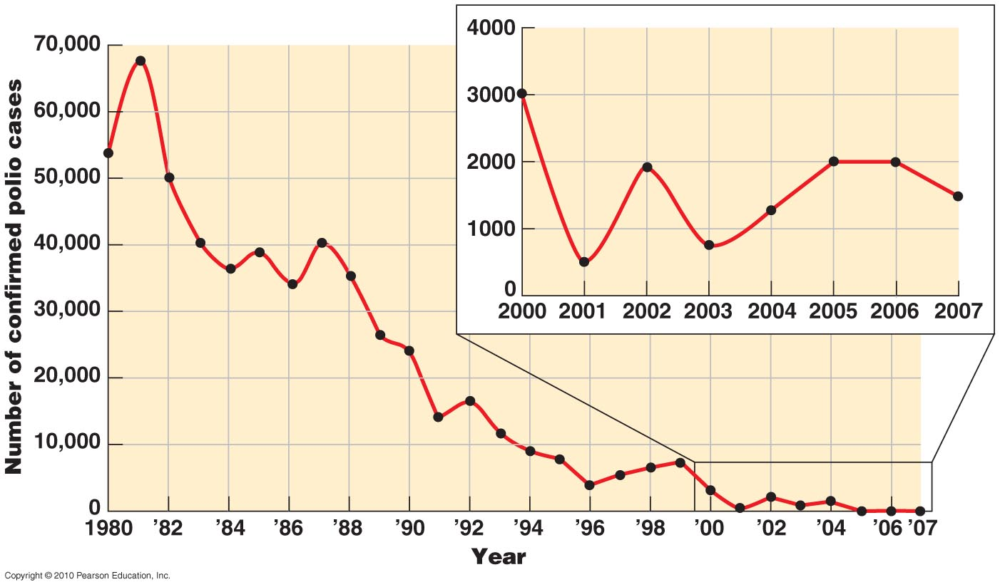 Number of confirmed polio cases
70,000
60,000
50,000
40,000
30,000
20,000
10,000
0
1980 ’82 ’84 ’86 ’88 ’90 ’92 ’94 ’96 ’98 ’00 ’02 ’04 ’06 ’07
Year
4000
3000
2000
1000
0
2000 2001 2002 2003 2004 2005 2006 2007
Copyright © 2010 Pearson Education, Inc.